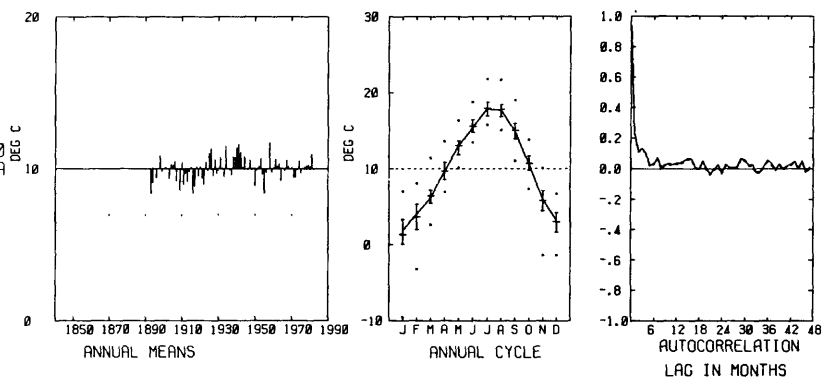 20
10
0
DEG C
1850 1870 1890 1910 1930 1950 1970 1990
ANNUAL MEANS
30
20
10
0
-10
DEG C
J F M A M J J A S O N D
ANNUAL CYCLE
1.0
0.8
0.6
0.4
0.2
0.0
-.2
-.4
-.6
-.8
-1.0
6 12 18 24 30 36 42 48
AUTOCORRELATION
LAG IN MONTHS